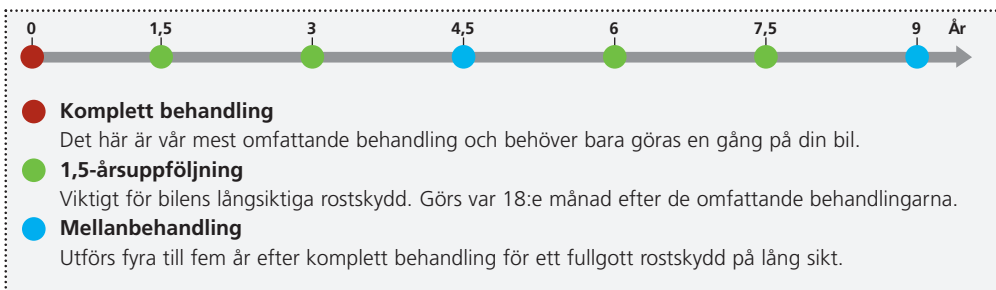 0 1,5 3 4,5 6 7,5 9 År
Komplett behandling
Det här är vår mest omfattande behandling och behöver bara göras en gång på din bil.
1,5-årsuppföljning
Viktigt för bilens långsiktiga rostskydd. Görs var 18:e månad efter de omfattande behandlingarna.
Mellanbehandling
Utförs fyra till fem år efter komplett behandling för ett fullgott rostskydd på lång sikt.